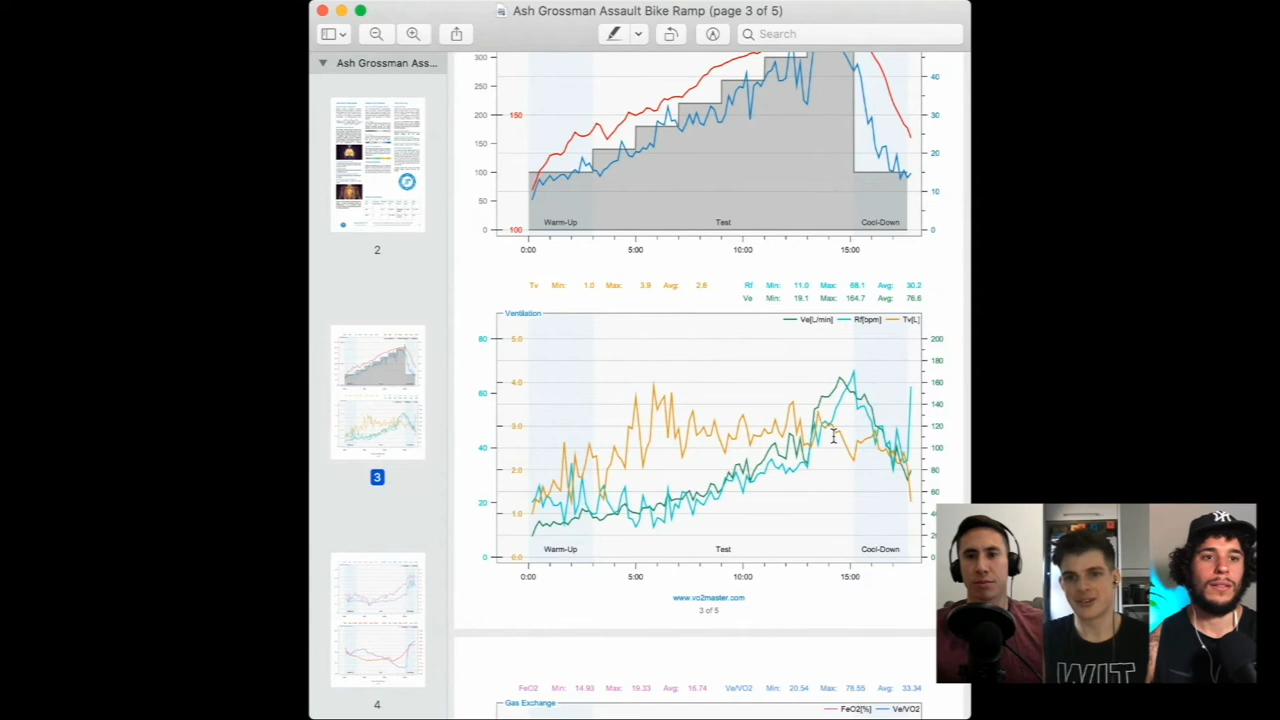 Ash Grossman Assault Bike Ramp (page 3 of 5)
Search
Ash Grossman Ass...
2
3
4
300
250
200
150
100
50
0
150
100
40
30
20
10
0
Warm-Up Test Cool-Down
0:00 5:00 10:00 15:00
Tv Min: 1.0 Max: 3.9 Avg: 2.6 Rf Min: 11.0 Max: 68.1 Avg: 30.2
Ve Min: 19.1 Max: 164.7 Avg: 76.6
Ventilation Ve[L/min] Rf[bpm] Tv[L]
80 5.0 200
180
4.0 160
60 140
3.0 120
40 100
2.0 80
60
20 1.0
0 0.0
Warm-Up Test Cool-Down
0:00 5:00 10:00 15:00
www.vo2master.com
3 of 5
FeO2 Min: 14.93 Max: 19.33 Avg: 16.74 Ve/VO2 Min: 20.54 Max: 78.55 Avg: 33.34
Gas Exchange FeO2[%] Ve/VO2
WIT